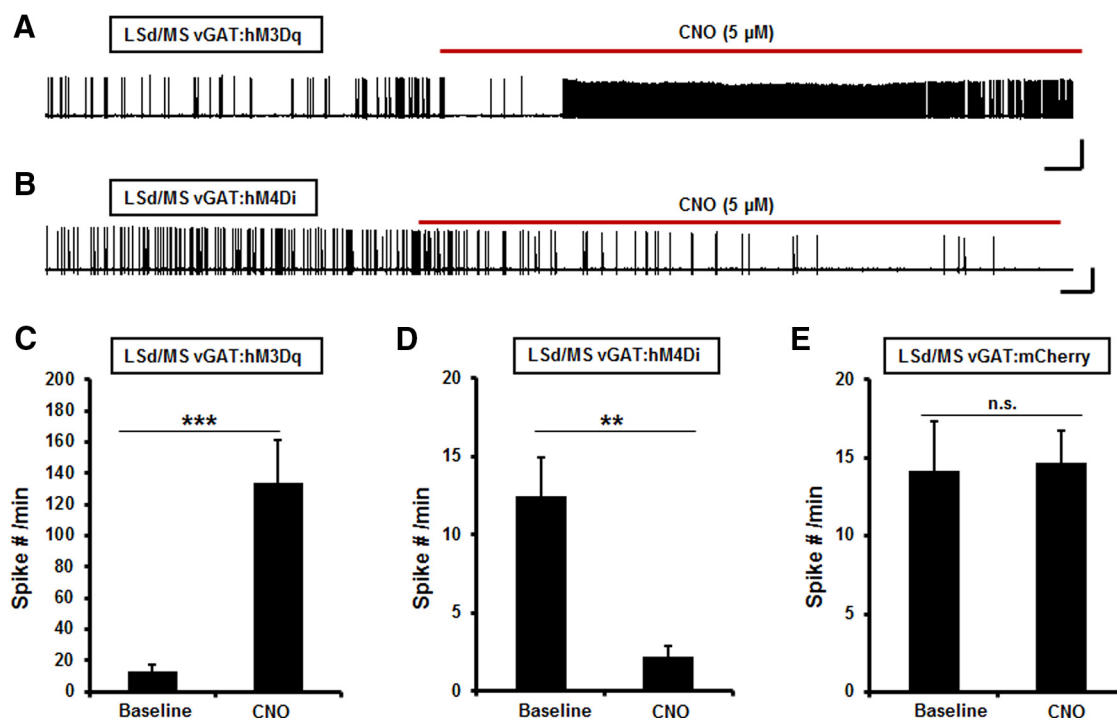 A
LSd/MS vGAT:hM3Dq
CNO (5 µM)
B
LSd/MS vGAT:hM4Di
CNO (5 µM)
C
LSd/MS vGAT:hM3Dq
Spike # /min
200
180
160
140
120
100
80
60
40
20
0
***
Baseline
CNO
D
LSd/MS vGAT:hM4Di
Spike # /min
20
15
10
5
0
**
Baseline
CNO
E
LSd/MS vGAT:mCherry
Spike # /min
20
15
10
5
0
n.s.
Baseline
CNO